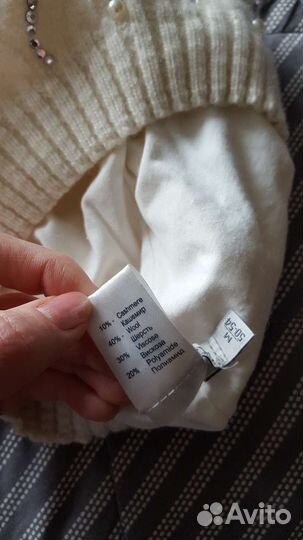 10% - Cashmere
Кашемир
40% - Wool
Шерсть
30% Viscose
Вискоза
20% Polyamide
Полиамид
M
50-54
Avito